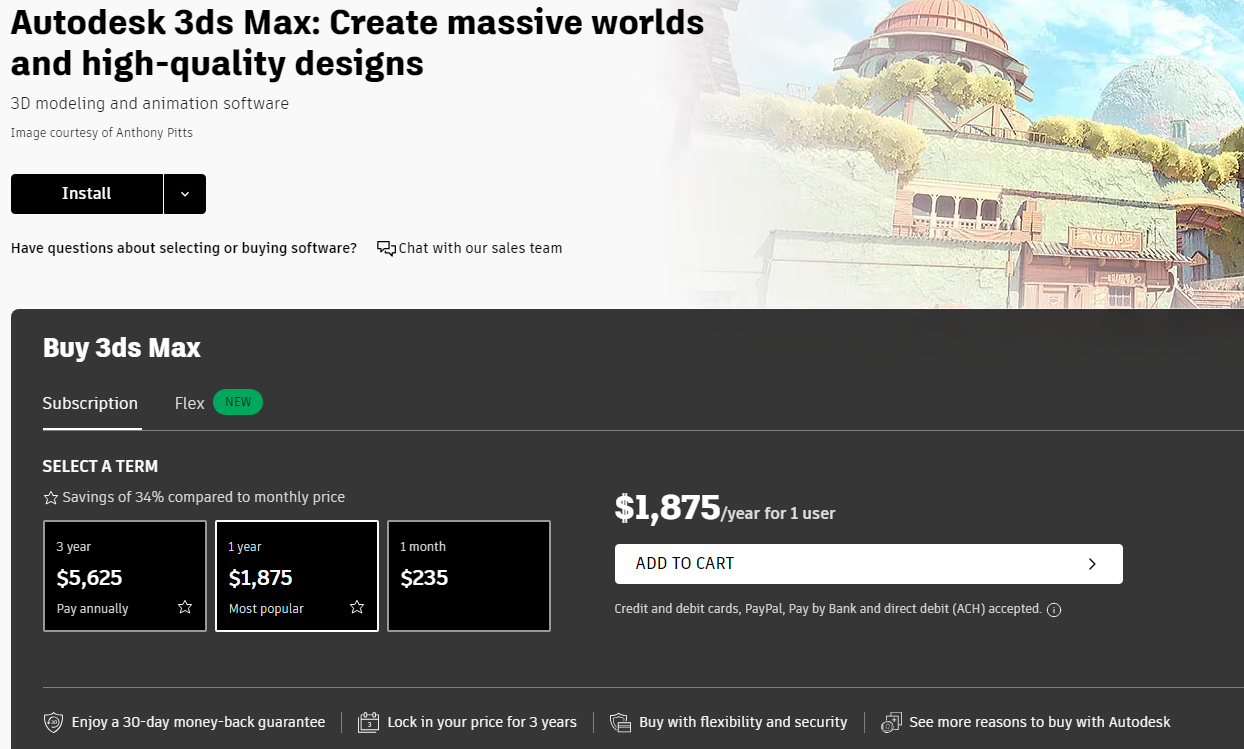 Autodesk 3ds Max: Create massive worlds
and high-quality designs
3D modeling and animation software
Image courtesy of Anthony Pitts
Install
Have questions about selecting or buying software?
Chat with our sales team
Buy 3ds Max
Subscription
Flex
NEW
SELECT A TERM
Savings of 34% compared to monthly price
3 year
$5,625
Pay annually
1 year
$1,875
Most popular
1 month
$235
$1,875/year for 1 user
ADD TO CART
Credit and debit cards, PayPal, Pay by Bank and direct debit (ACH) accepted.
Enjoy a 30-day money-back guarantee
Lock in your price for 3 years
Buy with flexibility and security
See more reasons to buy with Autodesk